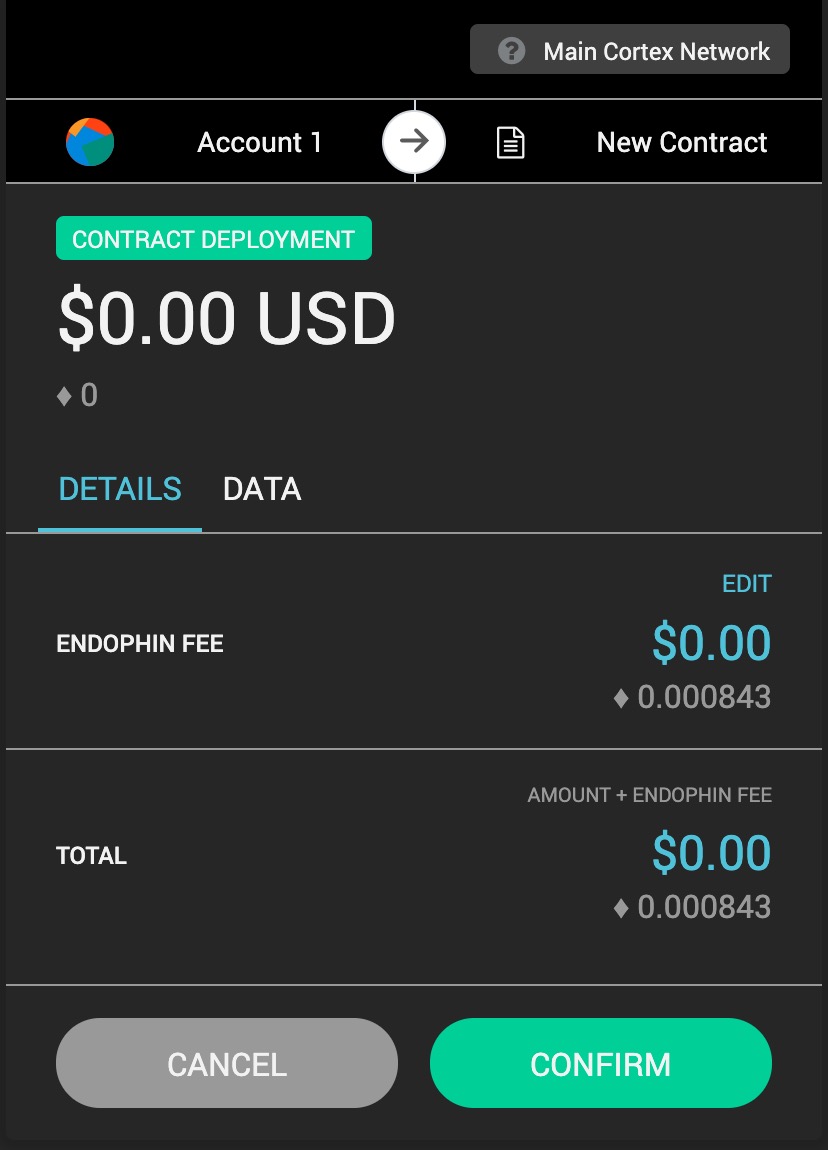 Main Cortex Network
Account 1
New Contract
CONTRACT DEPLOYMENT
$0.00 USD
♦ 0
DETAILS DATA
EDIT
ENDOPHIN FEE
$0.00
♦ 0.000843
AMOUNT + ENDOPHIN FEE
TOTAL
$0.00
♦ 0.000843
CANCEL
CONFIRM